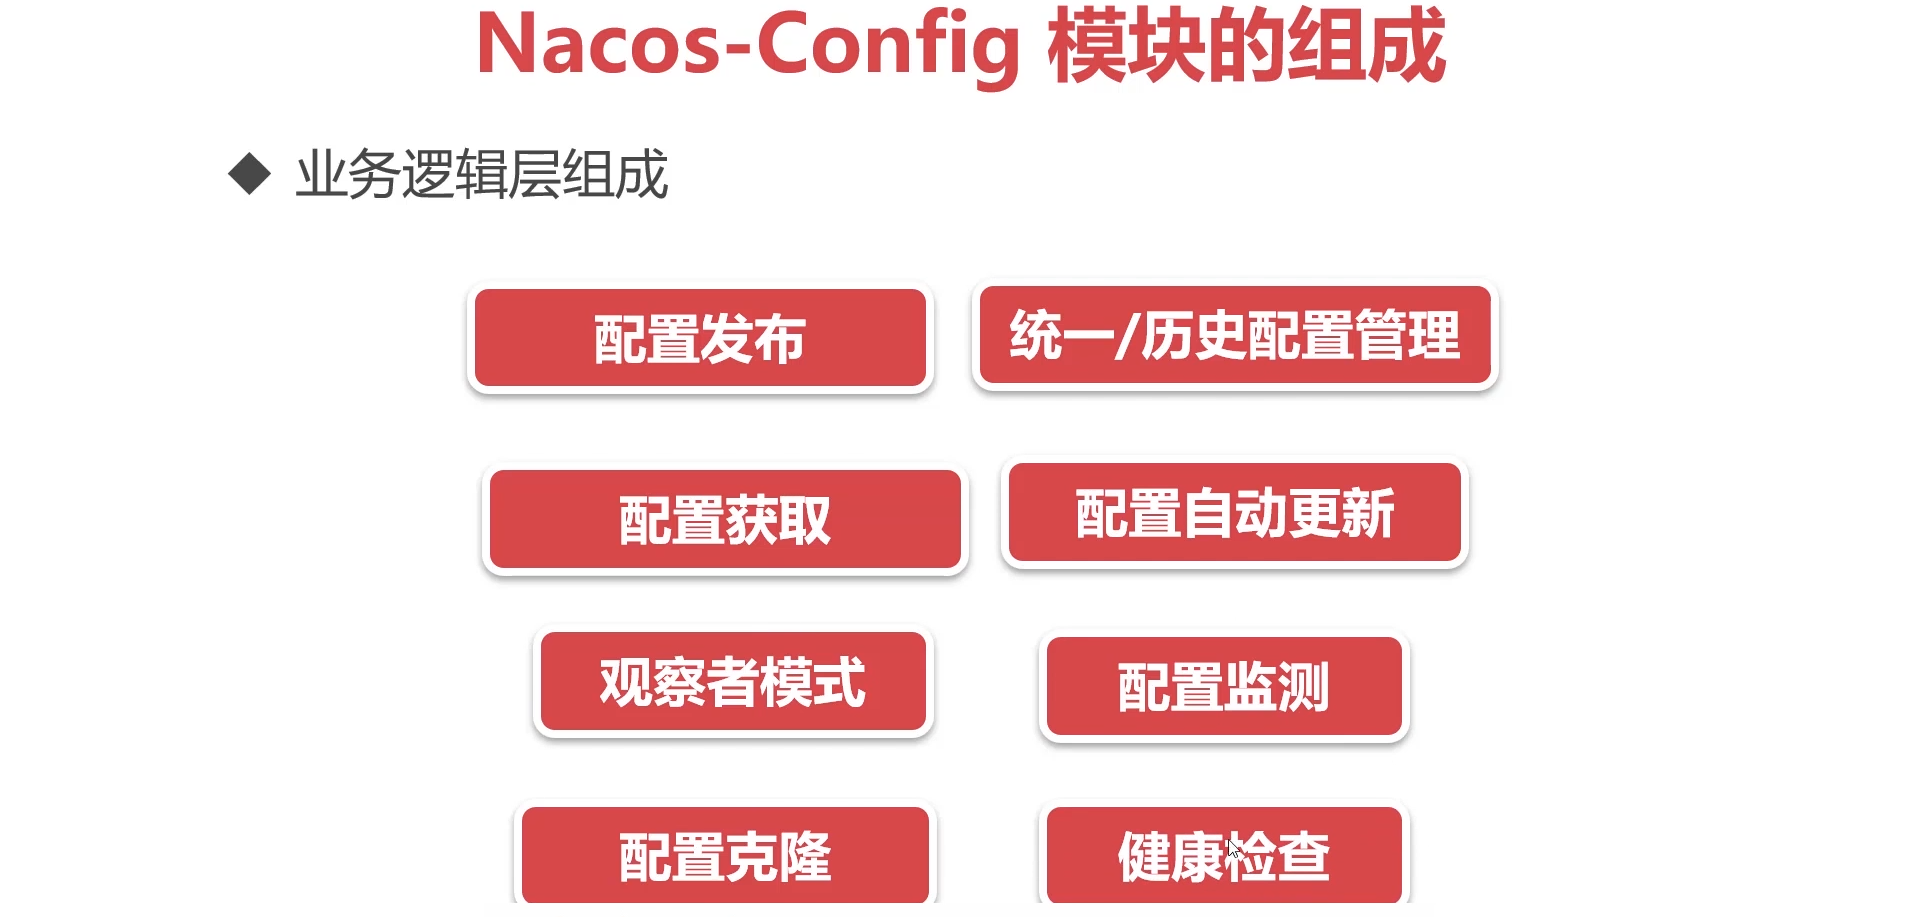 Nacos-Config 模块的组成
◆ 业务逻辑层组成
配置发布
统一/历史配置管理
配置获取
配置自动更新
观察者模式
配置监测
配置克隆
健康检查